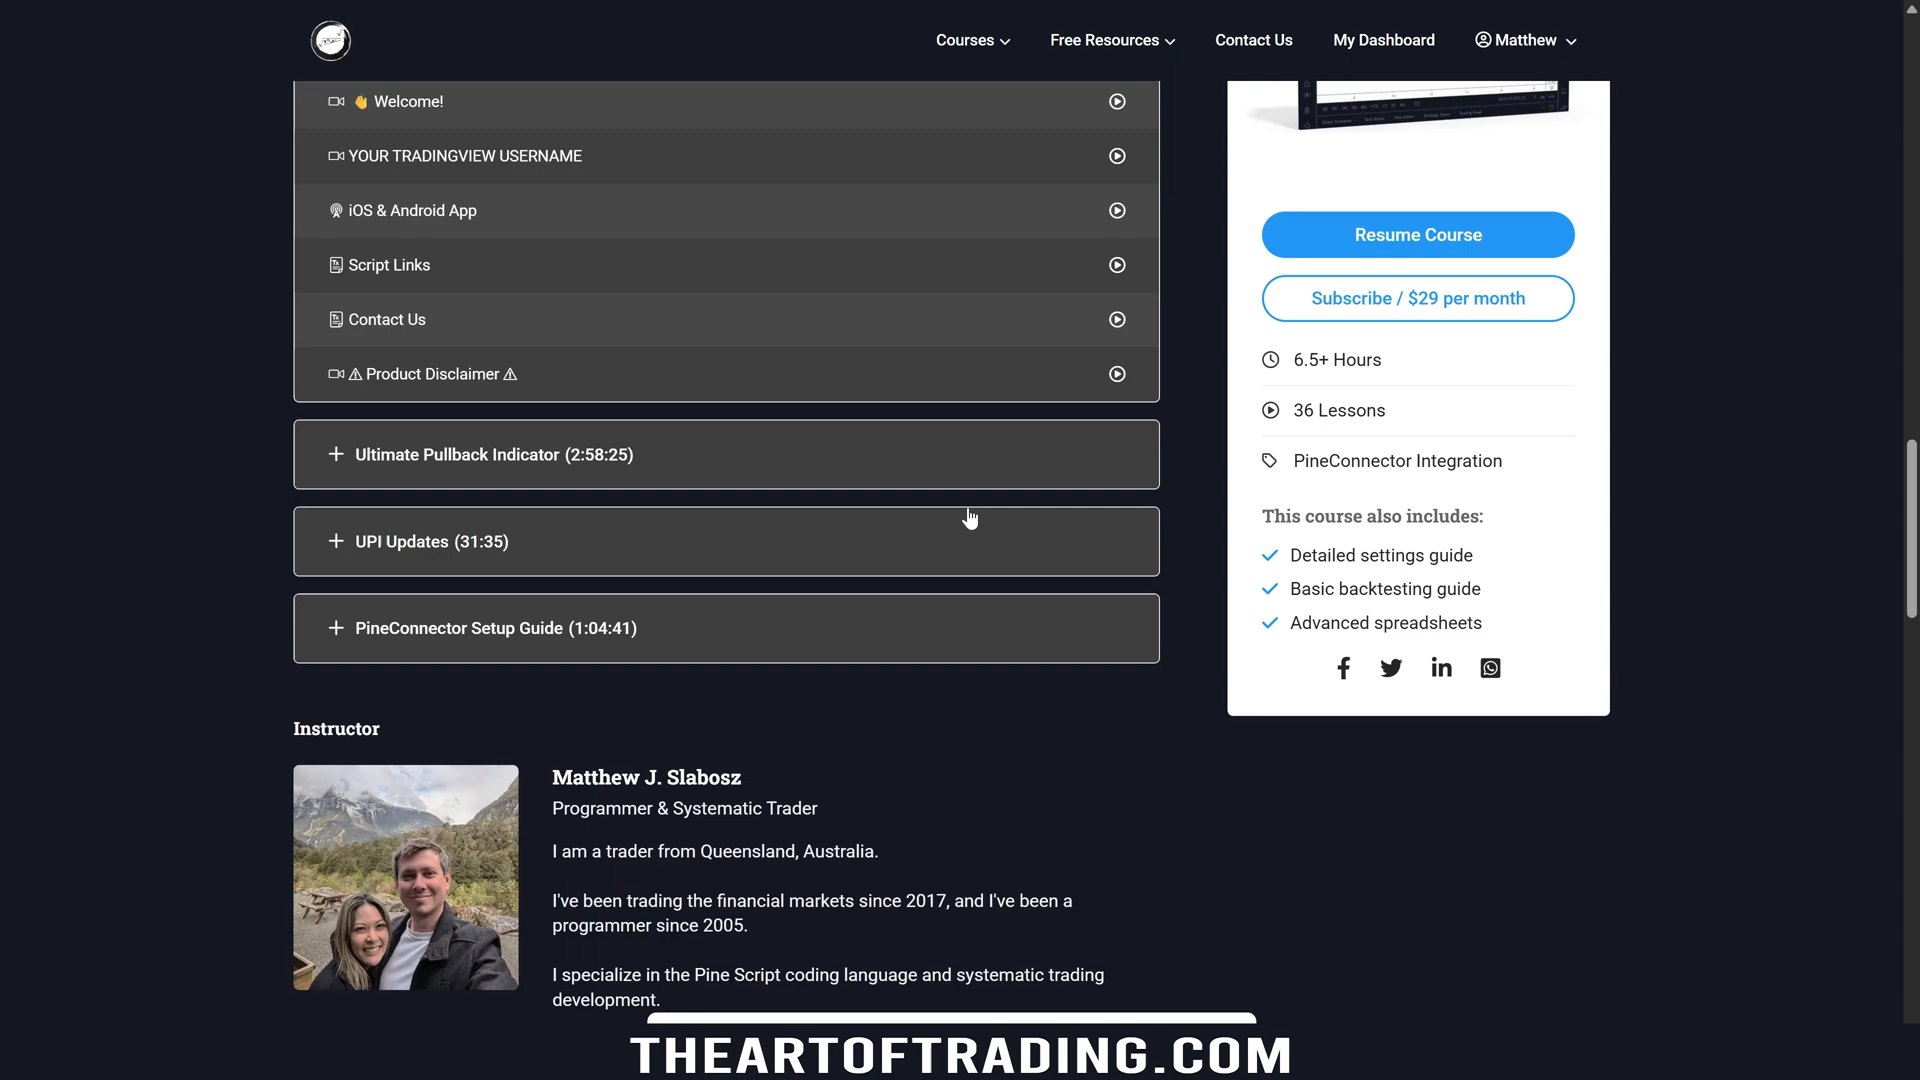 Courses
Free Resources
Contact Us
My Dashboard
Matthew
👋 Welcome!
YOUR TRADINGVIEW USERNAME
iOS & Android App
Script Links
Contact Us
⚠ Product Disclaimer ⚠
Ultimate Pullback Indicator (2:58:25)
UPI Updates (31:35)
PineConnector Setup Guide (1:04:41)
Resume Course
Subscribe / $29 per month
6.5+ Hours
36 Lessons
PineConnector Integration
This course also includes:
Detailed settings guide
Basic backtesting guide
Advanced spreadsheets
Instructor
Matthew J. Slabosz
Programmer & Systematic Trader
I am a trader from Queensland, Australia.
I've been trading the financial markets since 2017, and I've been a
programmer since 2005.
I specialize in the Pine Script coding language and systematic trading
development.
THEARTOFTRADING.COM